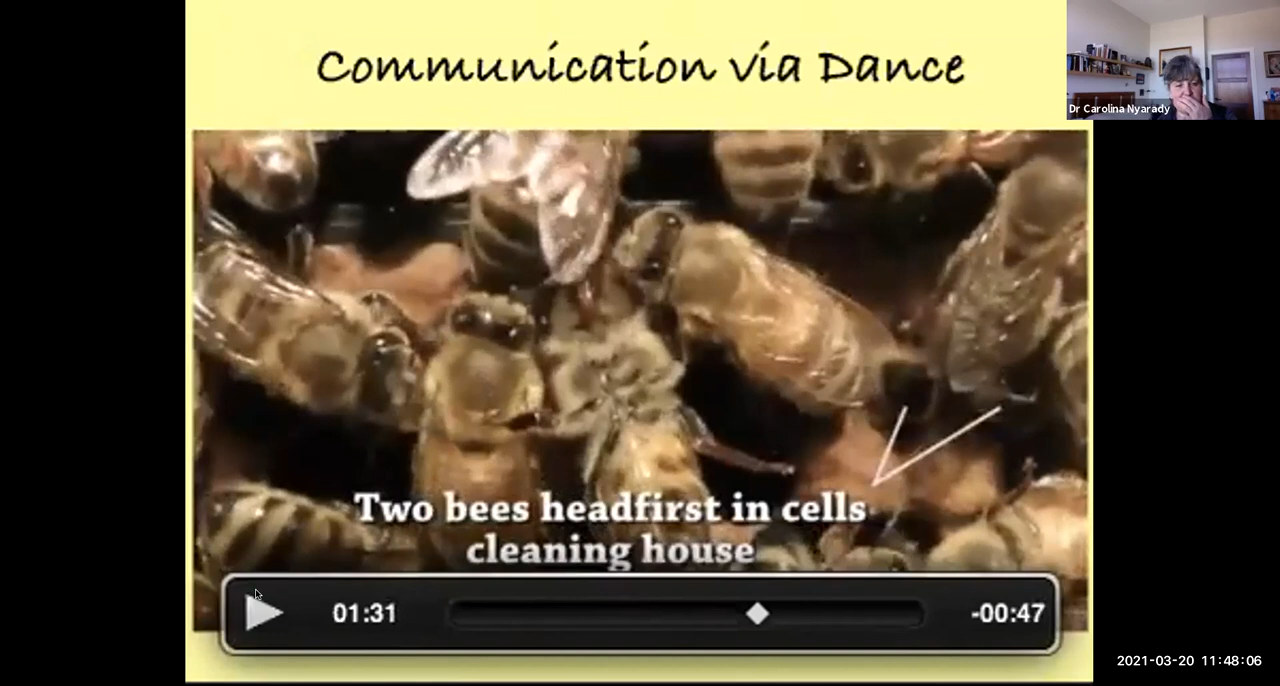 Communication via Dance
Dr Carolina Nyarady
Two bees headfirst in cells
cleaning house
01:31
-00:47
2021-03-20 11:48:06